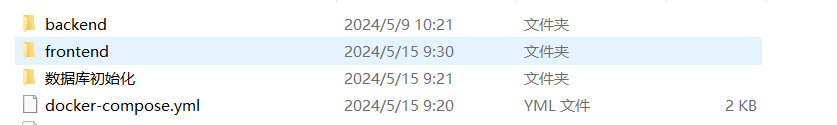 backend 2024/5/9 10:21 文件夹
frontend 2024/5/15 9:30 文件夹
数据库初始化 2024/5/15 9:21 文件夹
docker-compose.yml 2024/5/15 9:20 YML 文件 2 KB